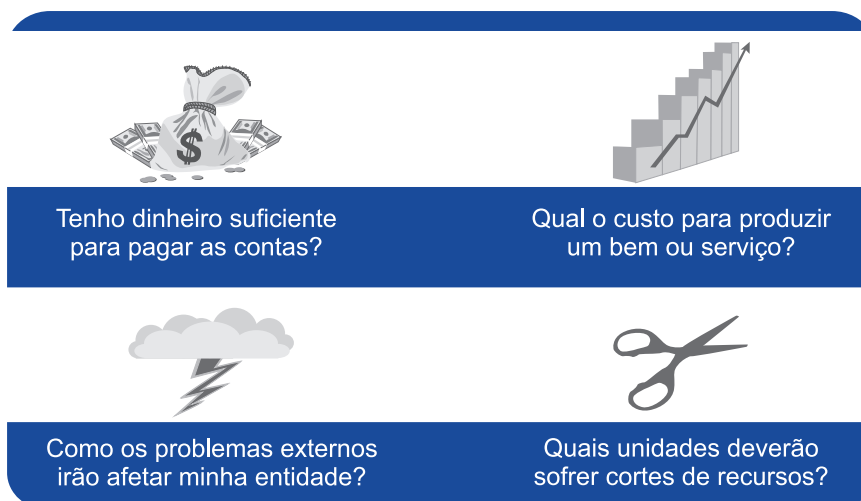 $
Tenho dinheiro suficiente
para pagar as contas?
Qual o custo para produzir
um bem ou serviço?
Como os problemas externos
irão afetar minha entidade?
Quais unidades deverão
sofrer cortes de recursos?